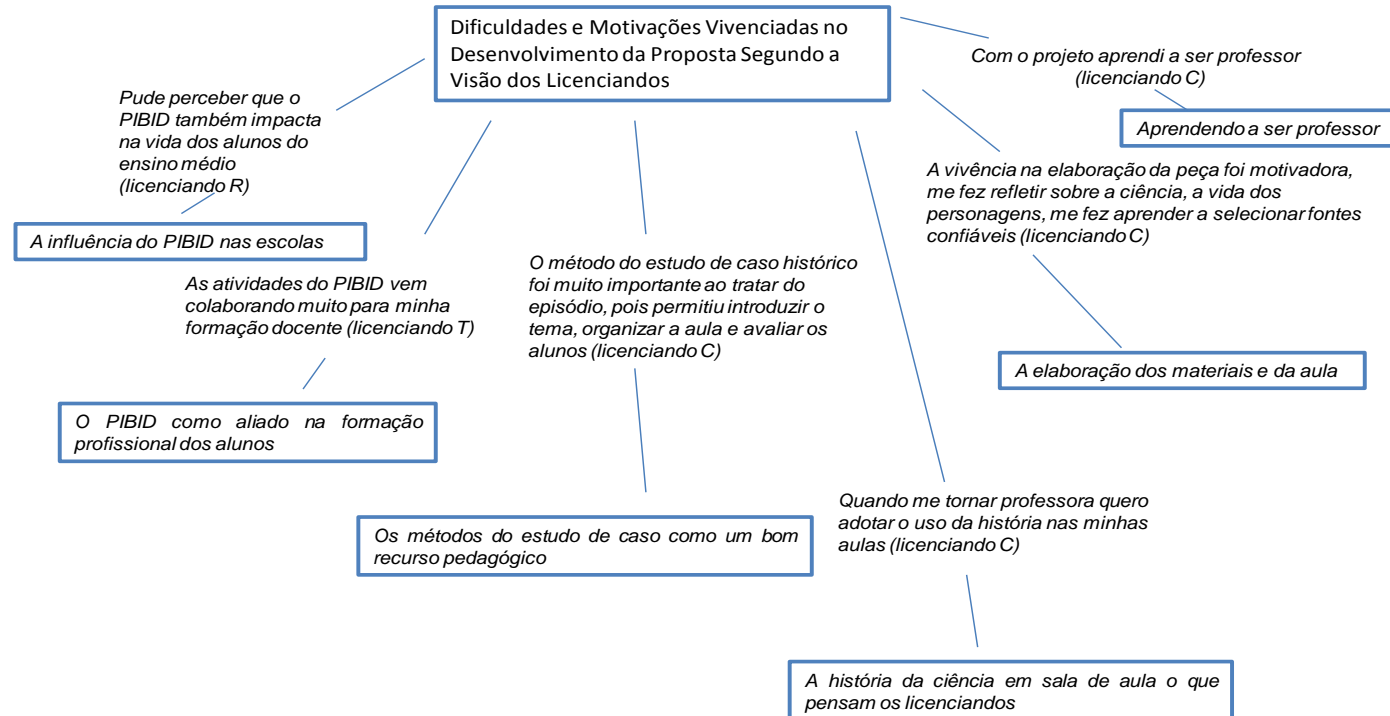 Dificuldades e Motivações Vivenciadas no
Desenvolvimento da Proposta Segundo a
Visão dos Licenciandos
Com o projeto aprendi a ser professor
(licenciando C)
Aprendendo a ser professor
Pude perceber que o
PIBID também impacta
na vida dos alunos do
ensino médio
(licenciando R)
A influência do PIBID nas escolas
A vivência na elaboração da peça foi motivadora,
me fez refletir sobre a ciência, a vida dos
personagens, me fez aprender a selecionar fontes
confiáveis (licenciando C)
A elaboração dos materiais e da aula
As atividades do PIBID vem
colaborando muito para minha
formação docente (licenciando T)
O PIBID como aliado na formação
profissional dos alunos
O método do estudo de caso histórico
foi muito importante ao tratar do
episódio, pois permitiu introduzir o
tema, organizar a aula e avaliar os
alunos (licenciando C)
Os métodos do estudo de caso como um bom
recurso pedagógico
Quando me tornar professora quero
adotar o uso da história nas minhas
aulas (licenciando C)
A história da ciência em sala de aula o que
pensam os licenciandos